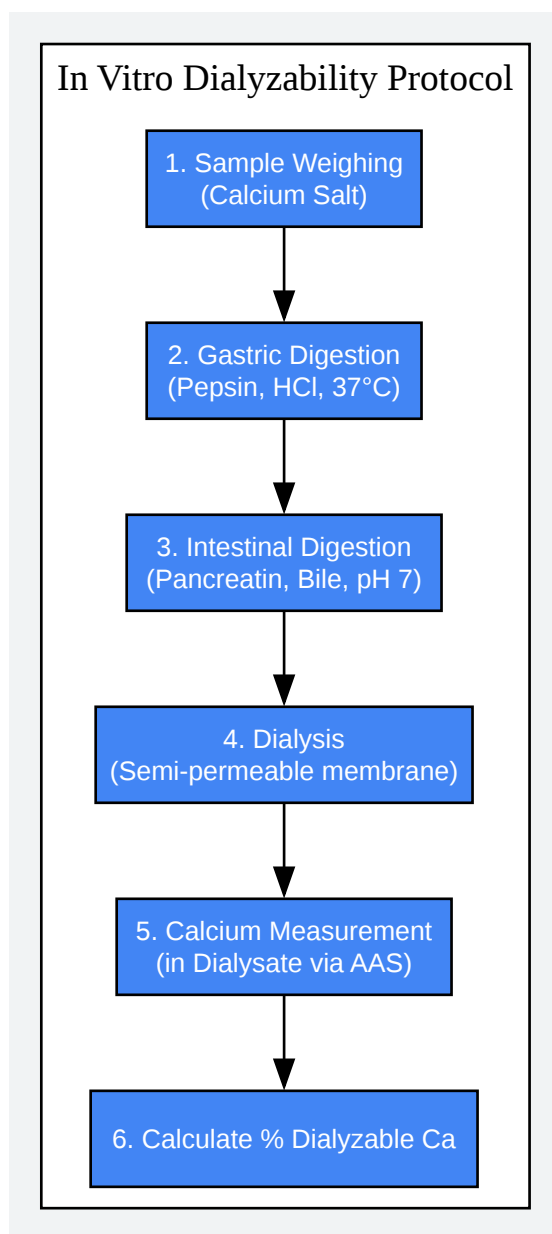 In Vitro Dialyzability Protocol
1. Sample Weighing
(Calcium Salt)
2. Gastric Digestion
(Pepsin, HCl, 37°C)
3. Intestinal Digestion
(Pancreatin, Bile, pH 7)
4. Dialysis
(Semi-permeable membrane)
5. Calcium Measurement
(in Dialysate via AAS)
6. Calculate % Dialyzable Ca